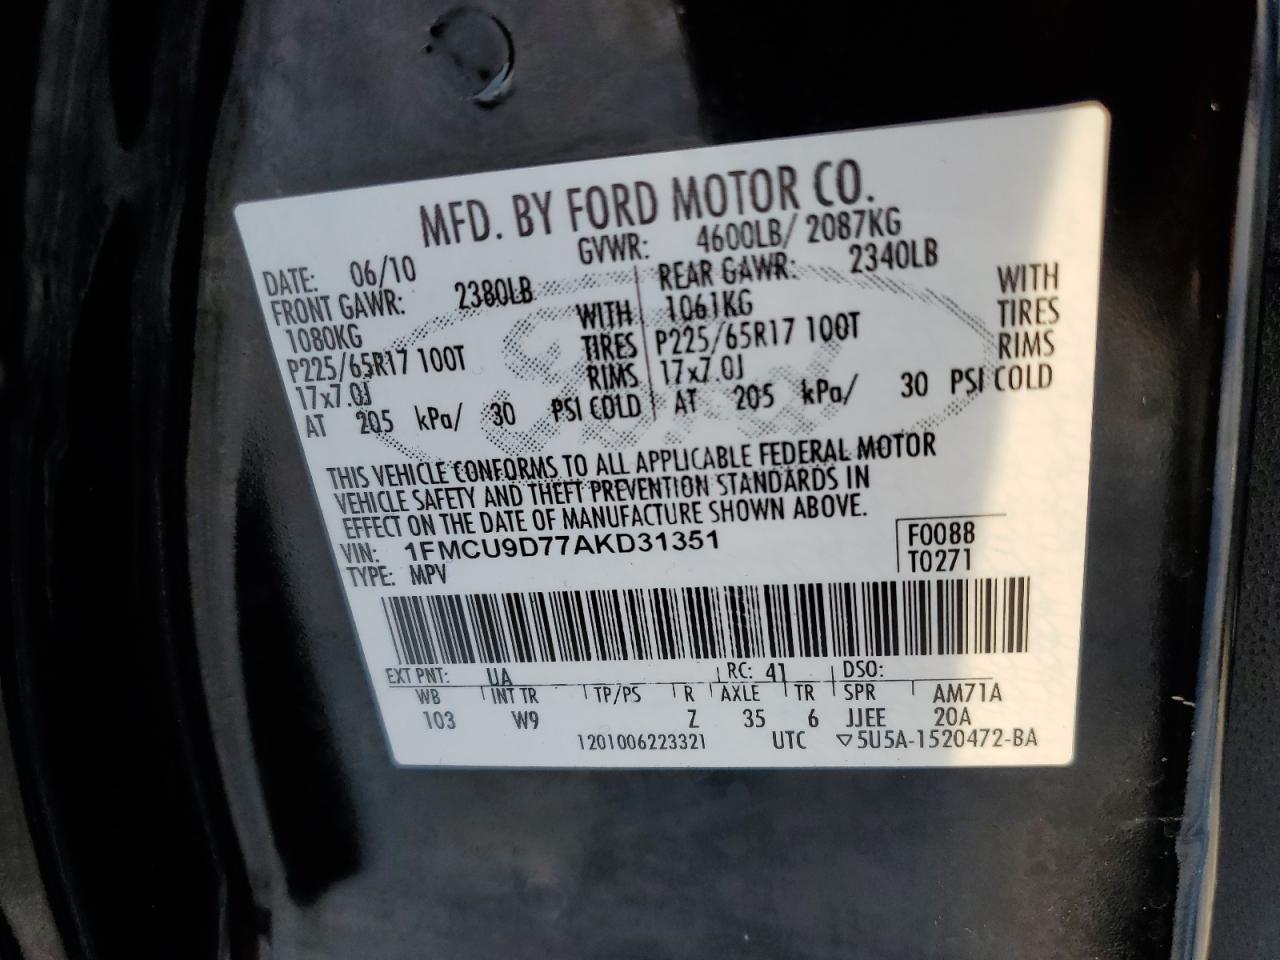 MFD. BY FORD MOTOR CO.
DATE: 06/10 GVWR: 4600LB/ 2087KG
FRONT GAWR: 2380LB REAR GAWR: 2340LB
1080KG WITH 1061KG WITH
P225/65R17 100T TIRES P225/65R17 100T TIRES
17x7.0J RIMS 17x7.0J RIMS
AT 205 kPa/ 30 PSI COLD AT 205 kPa/ 30 PSI COLD
THIS VEHICLE CONFORMS TO ALL APPLICABLE FEDERAL MOTOR
VEHICLE SAFETY AND THEFT PREVENTION STANDARDS IN
EFFECT ON THE DATE OF MANUFACTURE SHOWN ABOVE.
VIN: 1FMCU9D77AKD31351 F0088
TYPE: MPV T0271
EXT PNT: UA RC: 41 DSO:
WB INT TR TP/PS R AXLE TR SPR AM71A
103 W9 Z 35 6 JJEE 20A
1201006223321 UTC ▽5U5A-1520472-BA